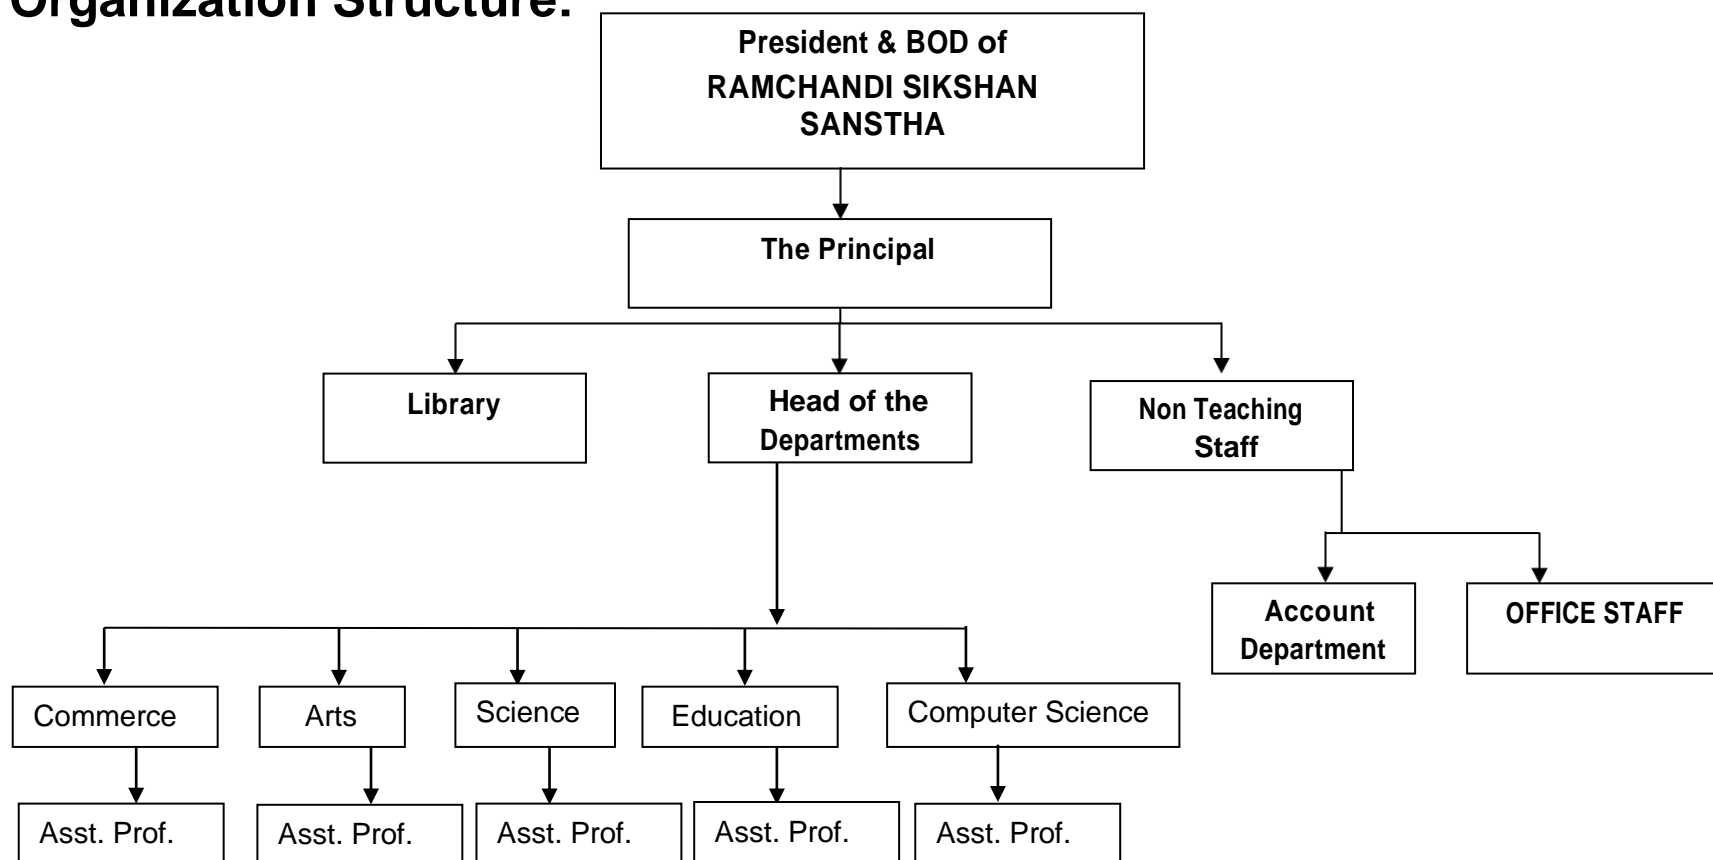 Organization Structure:
President & BOD of
RAMCHANDI SIKSHAN
SANSTHA
The Principal
Library
Head of the
Departments
Non Teaching
Staff
Account
Department
OFFICE STAFF
Commerce
Arts
Science
Education
Computer Science
Asst. Prof.
Asst. Prof.
Asst. Prof.
Asst. Prof.
Asst. Prof.